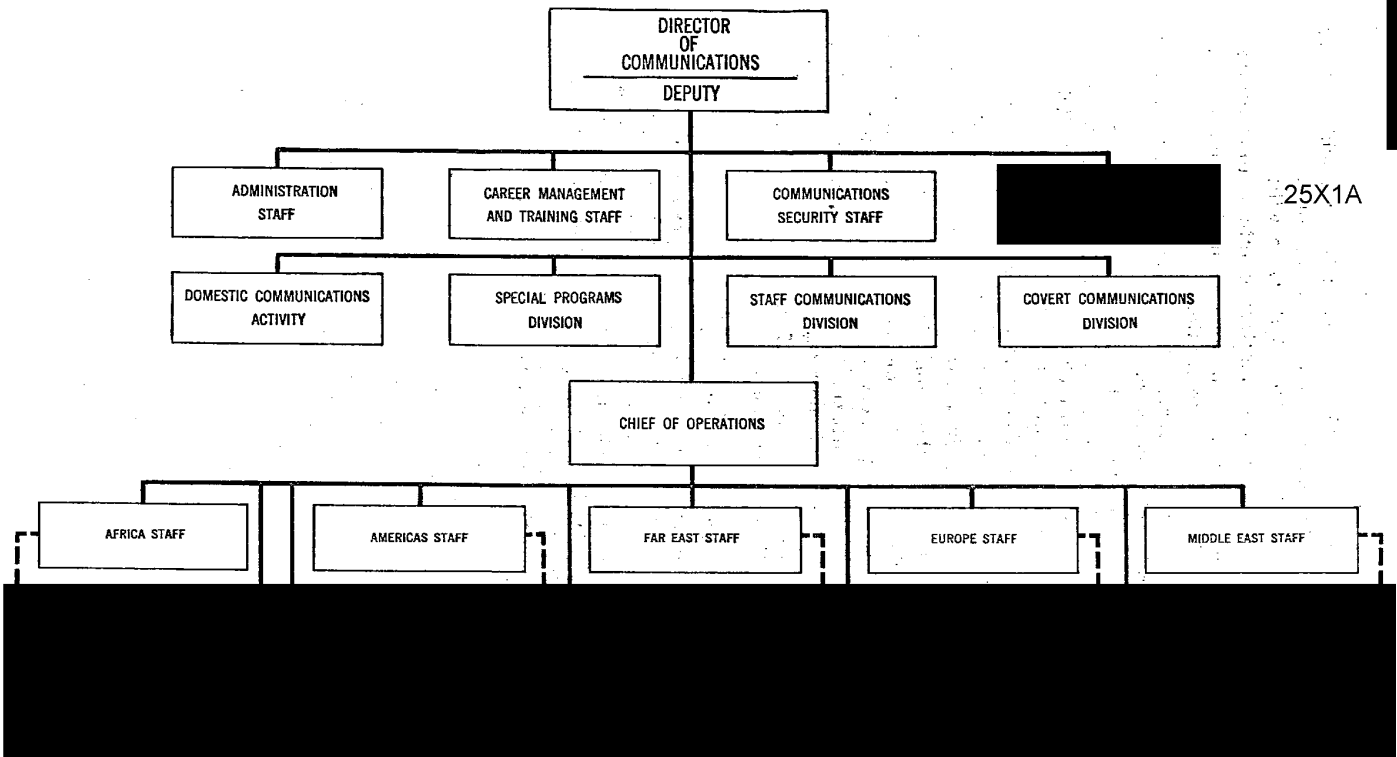 DIRECTOR
OF
COMMUNICATIONS
DEPUTY
ADMINISTRATION
STAFF
CAREER MANAGEMENT
AND TRAINING STAFF
COMMUNICATIONS
SECURITY STAFF
25X1A
DOMESTIC COMMUNICATIONS
ACTIVITY
SPECIAL PROGRAMS
DIVISION
STAFF COMMUNICATIONS
DIVISION
COVERT COMMUNICATIONS
DIVISION
CHIEF OF OPERATIONS
AFRICA STAFF
AMERICAS STAFF
FAR EAST STAFF
EUROPE STAFF
MIDDLE EAST STAFF